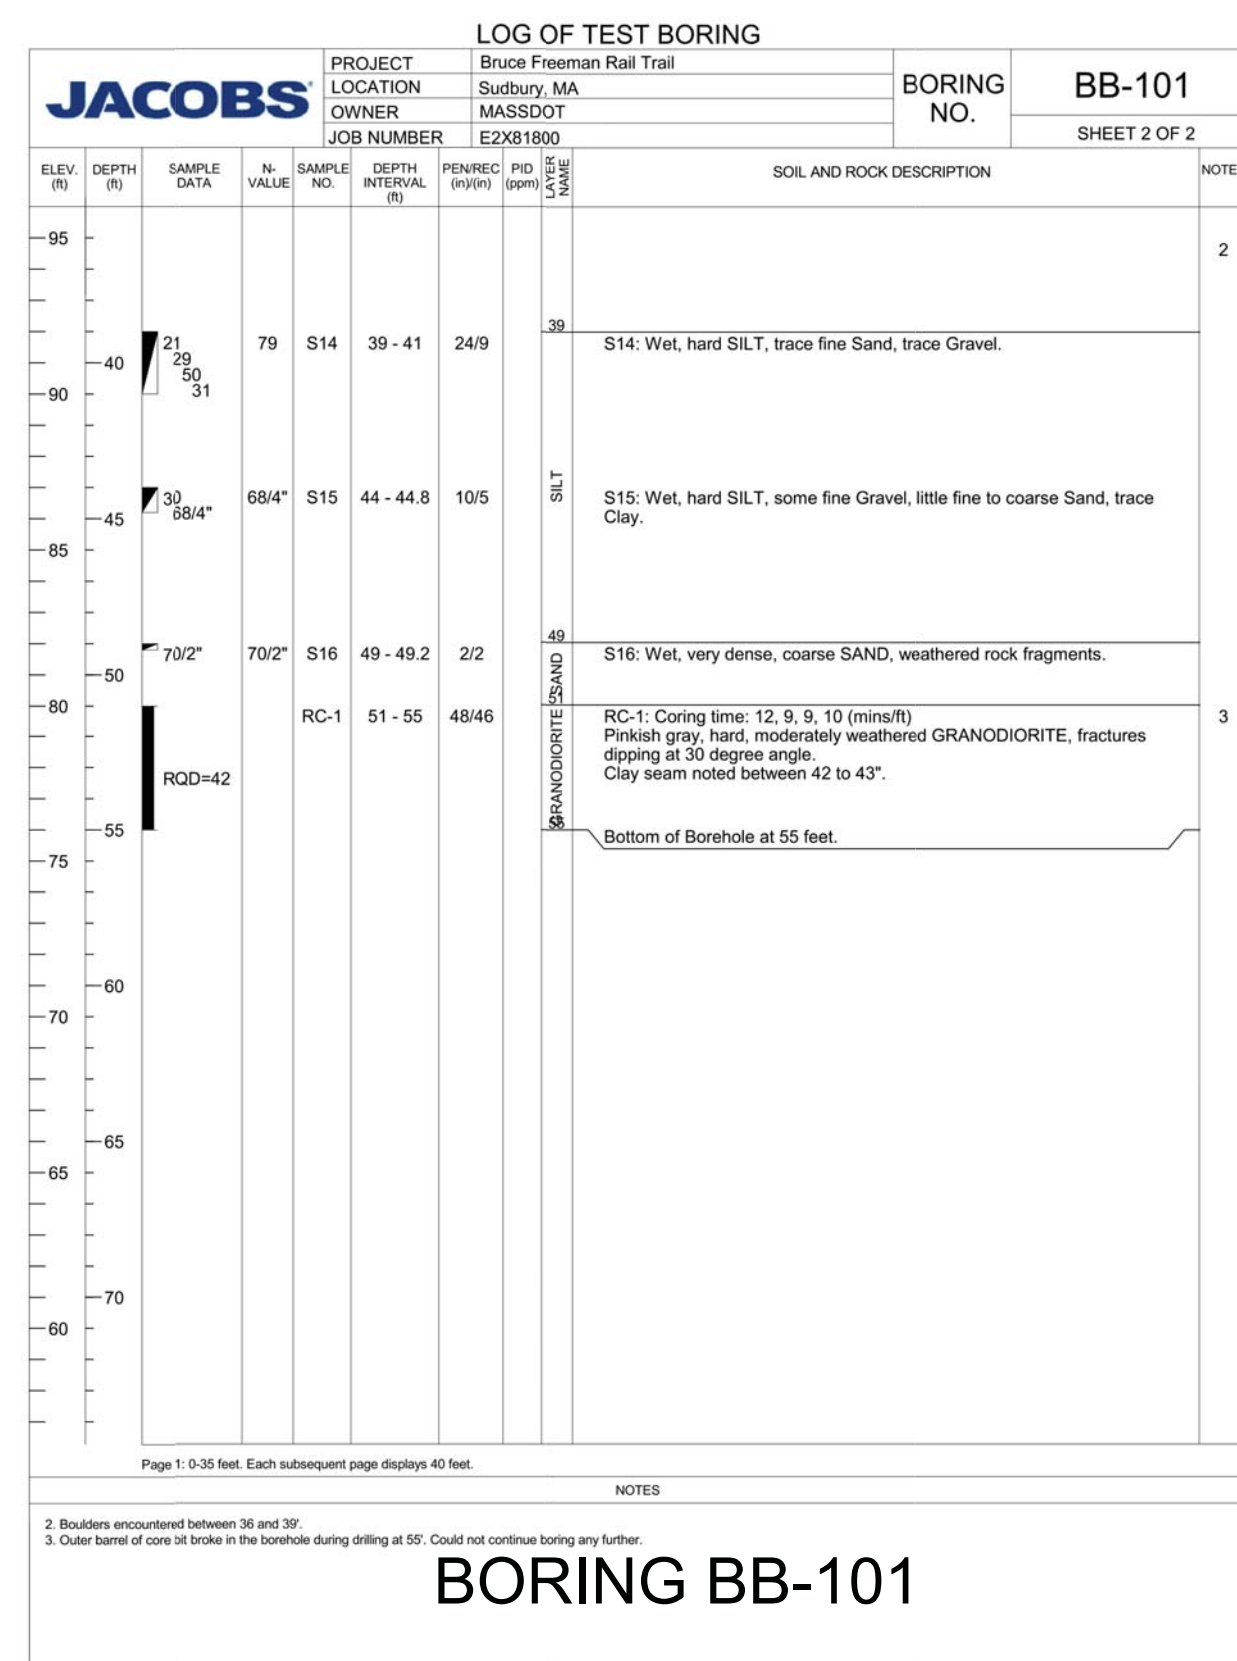 LOG OF TEST BORING
JACOBS
PROJECT Bruce Freeman Rail Trail
LOCATION Sudbury, MA
OWNER MASSDOT
JOB NUMBER E2X81800
BORING NO.
BB-101
SHEET 2 OF 2
ELEV. (ft) DEPTH (ft) SAMPLE DATA N-VALUE SAMPLE NO. DEPTH INTERVAL (ft) PEN/REC (in)/(in) PID (ppm) LAYER NAME SOIL AND ROCK DESCRIPTION NOTE
95
2
39
21 79 S14 39 - 41 24/9 S14: Wet, hard SILT, trace fine Sand, trace Gravel.
29
40
50
31
90
SILT
30 68/4" S15 44 - 44.8 10/5 S15: Wet, hard SILT, some fine Gravel, little fine to coarse Sand, trace
68/4" Clay.
45
85
49
70/2" 70/2" S16 49 - 49.2 2/2 S16: Wet, very dense, coarse SAND, weathered rock fragments.
SAND
50
51
80
RC-1 51 - 55 48/46 RC-1: Coring time: 12, 9, 9, 10 (mins/ft) 3
Pinkish gray, hard, moderately weathered GRANODIORITE, fractures
dipping at 30 degree angle.
Clay seam noted between 42 to 43".
RQD=42
GRANODIORITE
55
55
Bottom of Borehole at 55 feet.
75
60
70
65
65
70
60
Page 1: 0-35 feet. Each subsequent page displays 40 feet.
NOTES
2. Boulders encountered between 36 and 39'.
3. Outer barrel of core bit broke in the borehole during drilling at 55'. Could not continue boring any further.
BORING BB-101